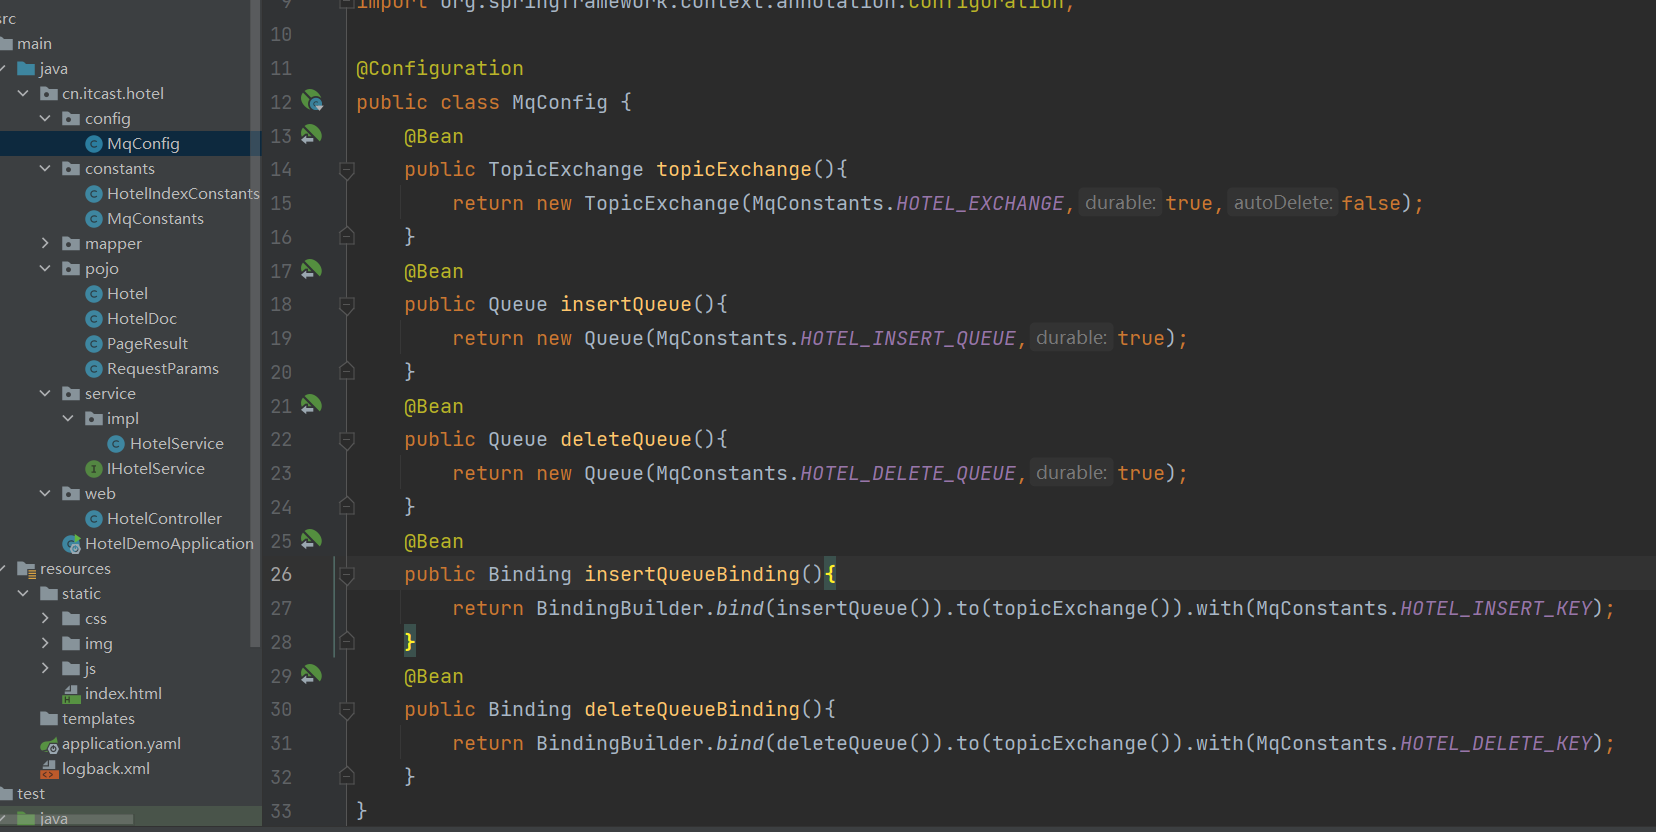 src
main
java
cn.itcast.hotel
config
MqConfig
constants
HotelIndexConstants
MqConstants
mapper
pojo
Hotel
HotelDoc
PageResult
RequestParams
service
impl
HotelService
IHotelService
web
HotelController
HotelDemoApplication
resources
static
css
img
js
index.html
templates
application.yaml
logback.xml
test
java
9 import org.springframework.context.annotation.Configuration;
10
11 @Configuration
12 public class MqConfig {
13 @Bean
14 public TopicExchange topicExchange(){
15 return new TopicExchange(MqConstants.HOTEL_EXCHANGE, durable: true, autoDelete: false);
16 }
17 @Bean
18 public Queue insertQueue(){
19 return new Queue(MqConstants.HOTEL_INSERT_QUEUE, durable: true);
20 }
21 @Bean
22 public Queue deleteQueue(){
23 return new Queue(MqConstants.HOTEL_DELETE_QUEUE, durable: true);
24 }
25 @Bean
26 public Binding insertQueueBinding(){
27 return BindingBuilder.bind(insertQueue()).to(topicExchange()).with(MqConstants.HOTEL_INSERT_KEY);
28 }
29 @Bean
30 public Binding deleteQueueBinding(){
31 return BindingBuilder.bind(deleteQueue()).to(topicExchange()).with(MqConstants.HOTEL_DELETE_KEY);
32 }
33 }